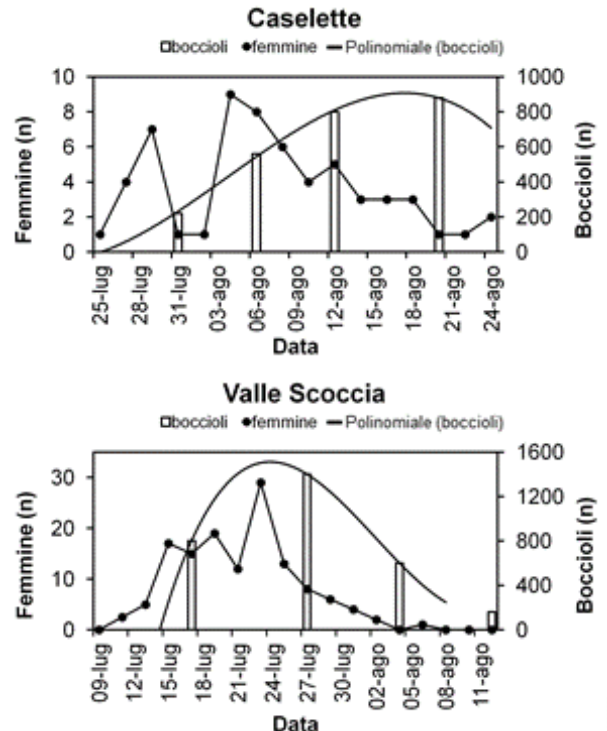 Caselette
boccioli femmine Polinomiale (boccioli)
Femmine (n)
10
8
6
4
2
0
1000
800
600
400
200
0
Boccioli (n)
25-lug 28-lug 31-lug 03-ago 06-ago 09-ago 12-ago 15-ago 18-ago 21-ago 24-ago
Data
Valle Scoccia
boccioli femmine Polinomiale (boccioli)
Femmine (n)
30
20
10
0
1600
1200
800
400
0
Boccioli (n)
09-lug 12-lug 15-lug 18-lug 21-lug 24-lug 27-lug 30-lug 02-ago 05-ago 08-ago 11-ago
Data